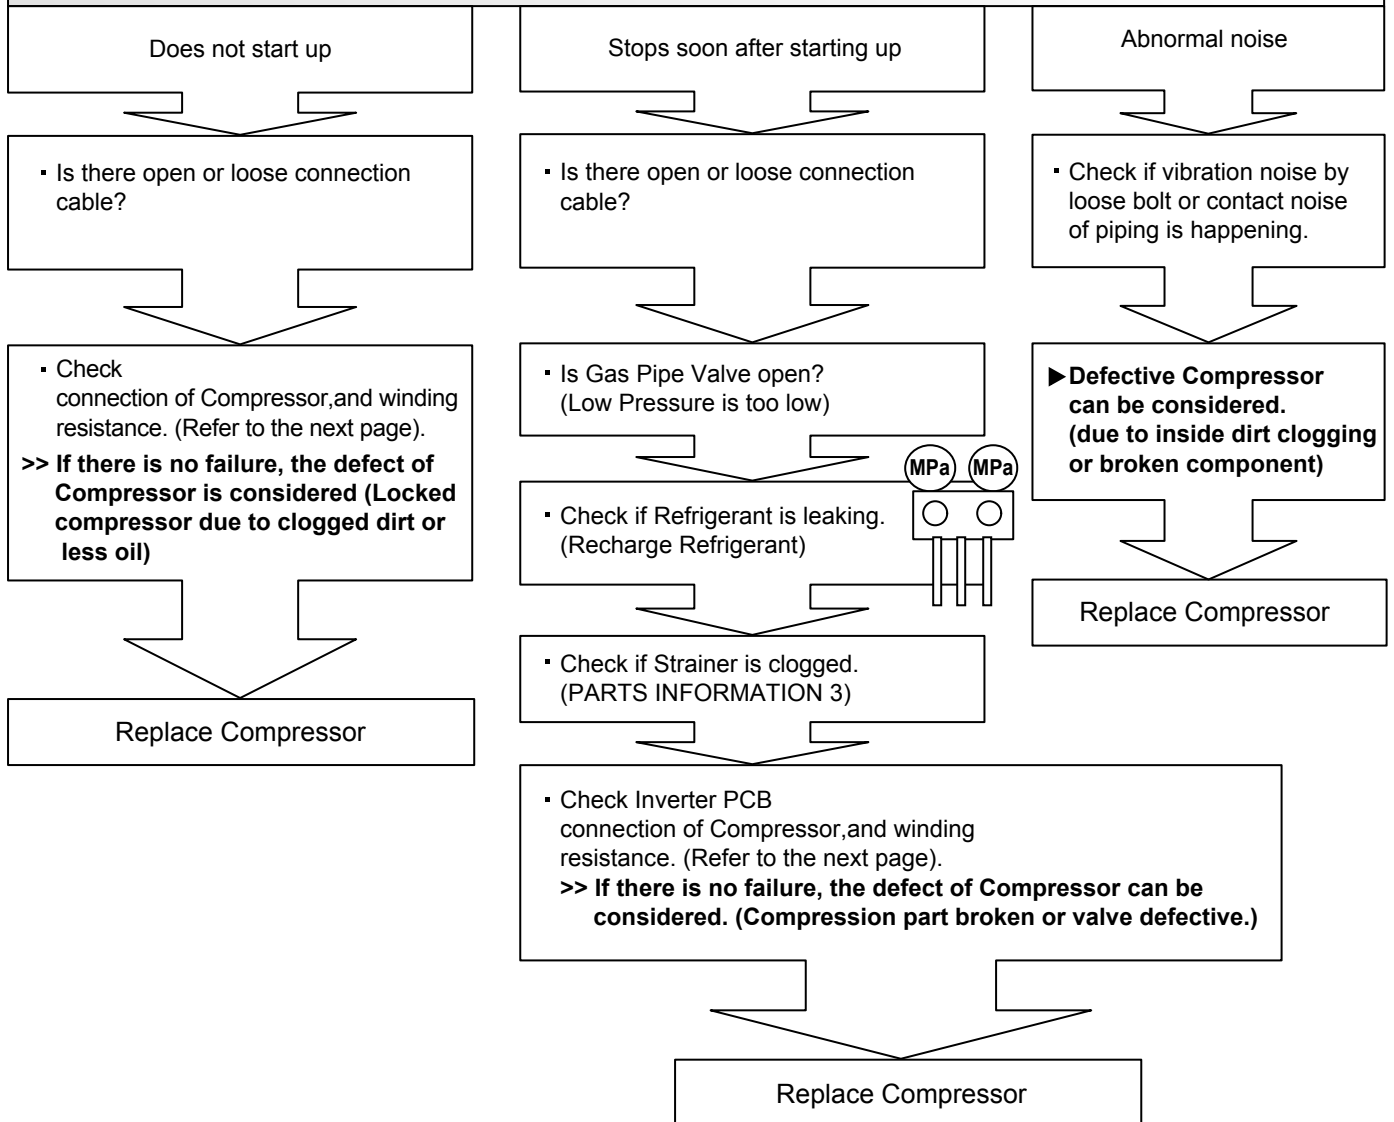 Does not start up
▪ Is there open or loose connection
cable?
▪ Check
connection of Compressor,and winding
resistance. (Refer to the next page).
>> If there is no failure, the defect of
Compressor is considered (Locked
compressor due to clogged dirt or
less oil)
Replace Compressor
Stops soon after starting up
▪ Is there open or loose connection
cable?
▪ Is Gas Pipe Valve open?
(Low Pressure is too low)
MPa MPa
▪ Check if Refrigerant is leaking.
(Recharge Refrigerant)
▪ Check if Strainer is clogged.
(PARTS INFORMATION 3)
▪ Check Inverter PCB
connection of Compressor,and winding
resistance. (Refer to the next page).
>> If there is no failure, the defect of Compressor can be
considered. (Compression part broken or valve defective.)
Replace Compressor
Abnormal noise
▪ Check if vibration noise by
loose bolt or contact noise
of piping is happening.
▶Defective Compressor
can be considered.
(due to inside dirt clogging
or broken component)
Replace Compressor